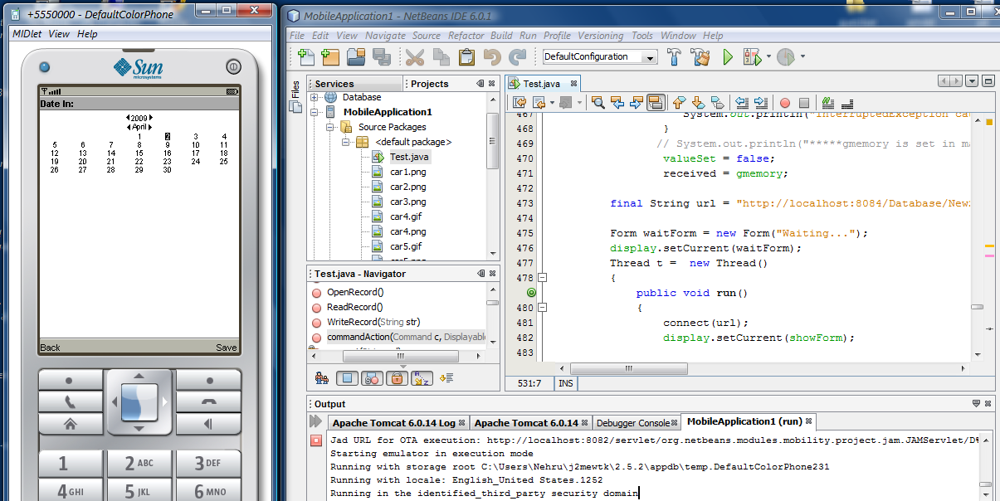 +5550000 - DefaultColorPhone
MIDlet View Help
Sun
microsystems
Date In:
2009
April
1 2 3 4
5 6 7 8 9 10 11
12 13 14 15 16 17 18
19 20 21 22 23 24 25
26 27 28 29 30
Back Save
1 2 ABC 3 DEF
4 GHI 5 JKL 6 MNO
MobileApplication1 - NetBeans IDE 6.0.1
File Edit View Navigate Source Refactor Build Run Profile Versioning Tools Window Help
DefaultConfiguration
Files
Services Projects
Database
MobileApplication1
Source Packages
<default package>
Test.java
car1.png
car2.png
car3.png
car4.gif
car4.png
car5.gif
Test.java - Navigator
OpenRecord()
ReadRecord()
WriteRecord(String str)
commandAction(Command c, Displayable
Test.java
467 System.out.println("InterruptedException cau
468 }
469 // System.out.println("*****gmemory is set in ma
470 valueSet = false;
471 received = gmemory;
472
473 final String url = "http://localhost:8084/Database/New
474
475 Form waitForm = new Form("Waiting...");
476 display.setCurrent(waitForm);
477 Thread t = new Thread()
478 {
public void run()
480 {
481 connect(url);
482 display.setCurrent(showForm);
483
531:7 INS
Output
Apache Tomcat 6.0.14 Log Apache Tomcat 6.0.14 Debugger Console MobileApplication1 (run)
Jad URL for OTA execution: http://localhost:8082/servlet/org.netbeans.modules.mobility.project.jam.JAMServlet/D%
Starting emulator in execution mode
Running with storage root C:\Users\Nehru\j2mewtk\2.5.2\appdb\temp.DefaultColorPhone231
Running with locale: English_United States.1252
Running in the identified_third_party security domain